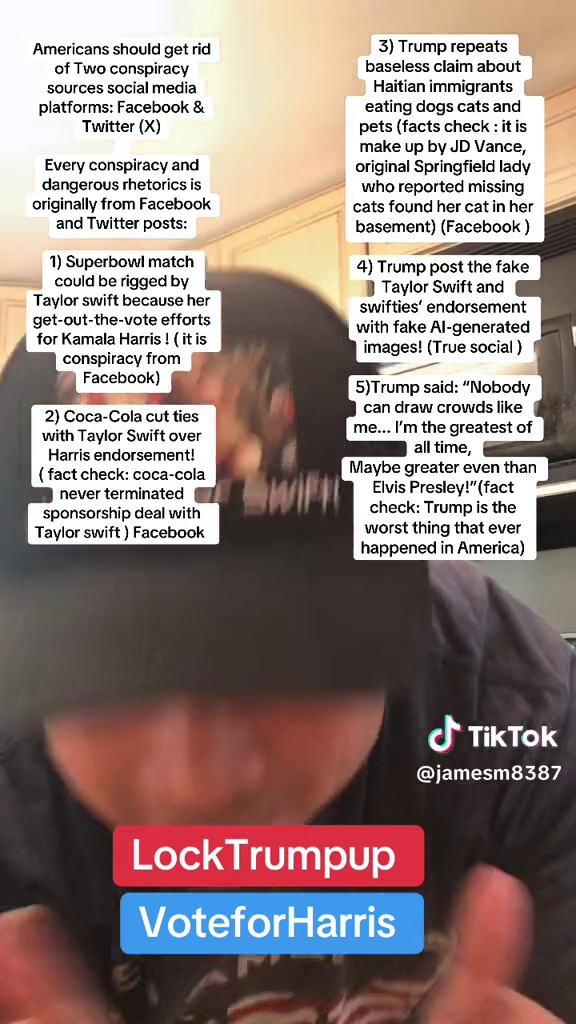 Americans should get rid
of Two conspiracy
sources social media
platforms: Facebook &
Twitter (X)
Every conspiracy and
dangerous rhetorics is
originally from Facebook
and Twitter posts:
1) Superbowl match
could be rigged by
Taylor swift because her
get-out-the-vote efforts
for Kamala Harris ! ( it is
conspiracy from
Facebook)
2) Coca-Cola cut ties
with Taylor Swift over
Harris endorsement!
( fact check: coca-cola
never terminated
sponsorship deal with
Taylor swift ) Facebook
3) Trump repeats
baseless claim about
Haitian immigrants
eating dogs cats and
pets (facts check : it is
make up by JD Vance,
original Springfield lady
who reported missing
cats found her cat in her
basement) (Facebook )
4) Trump post the fake
Taylor Swift and
swifties’ endorsement
with fake AI-generated
images! (True social )
5)Trump said: “Nobody
can draw crowds like
me... I’m the greatest of
all time,
Maybe greater even than
Elvis Presley!”(fact
check: Trump is the
worst thing that ever
happened in America)
SWIFT
TikTok
@jamesm8387
LockTrumpup
VoteforHarris